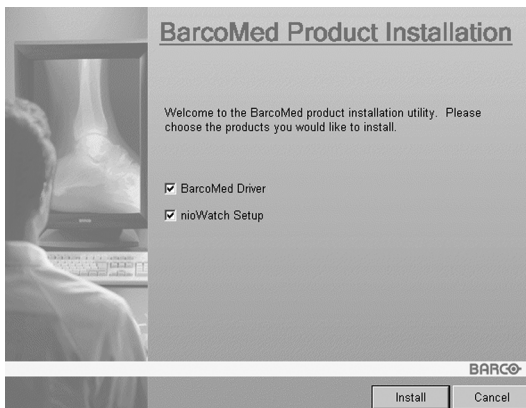 BarcoMed Product Installation
Welcome to the BarcoMed product installation utility. Please
choose the products you would like to install.
BarcoMed Driver
nioWatch Setup
BARCO
Install
Cancel